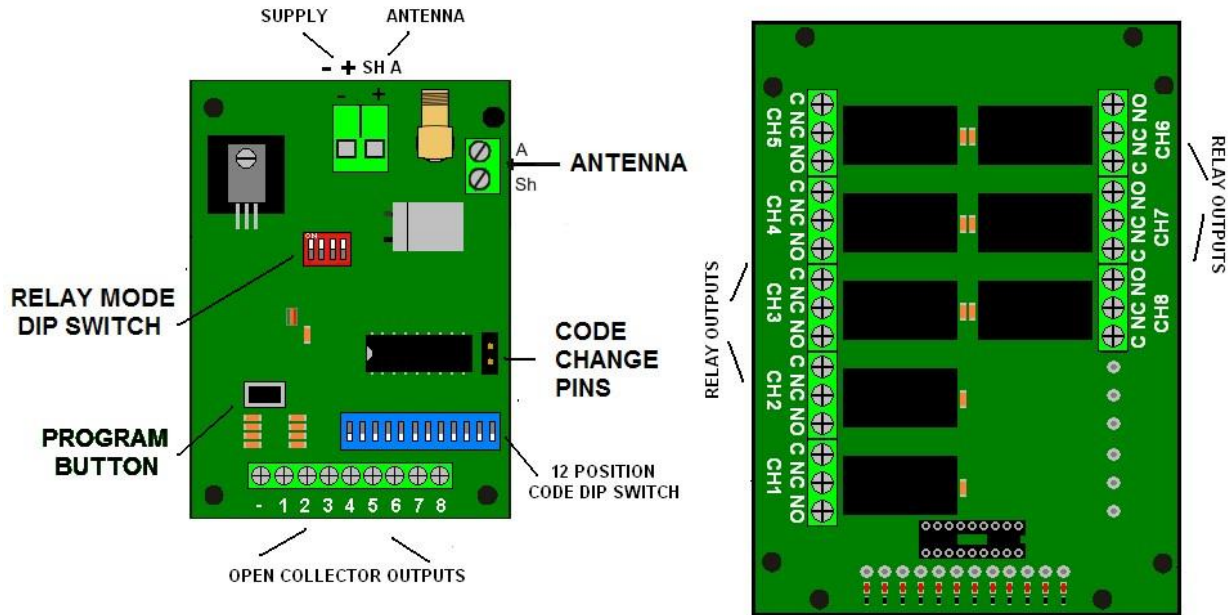 SUPPLY
ANTENNA
- + SH A
- +
A
Sh
ANTENNA
ON
RELAY MODE
DIP SWITCH
CODE
CHANGE
PINS
PROGRAM
BUTTON
12 POSITION
CODE DIP SWITCH
- 1 2 3 4 5 6 7 8
OPEN COLLECTOR OUTPUTS
RELAY OUTPUTS
CH5
C NC NO
CH4
C NC NO
CH3
C NC NO
CH2
C NC NO
CH1
C NC NO
C NC NO
CH6
C NC NO
CH7
C NC NO
CH8
RELAY OUTPUTS